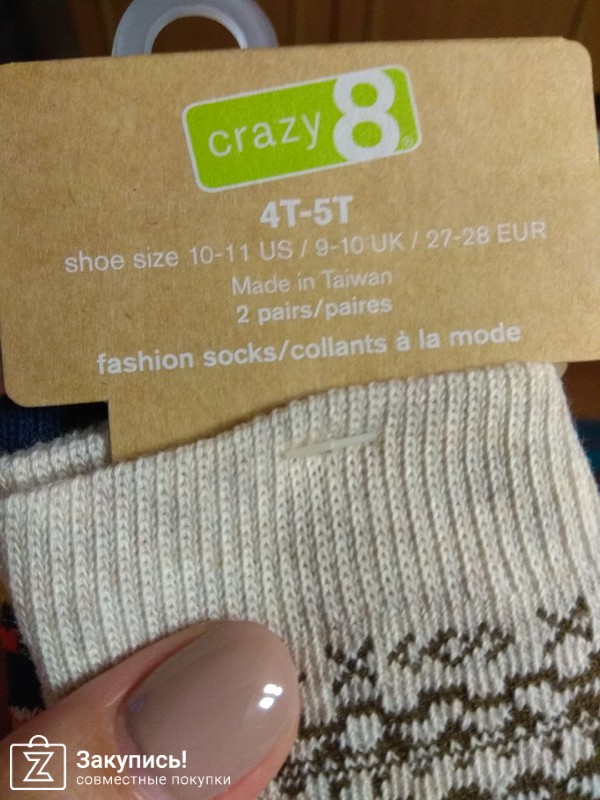 crazy 8®
4T-5T
shoe size 10-11 US / 9-10 UK / 27-28 EUR
Made in Taiwan
2 pairs/paires
fashion socks/collants à la mode
Закупись!
совместные покупки